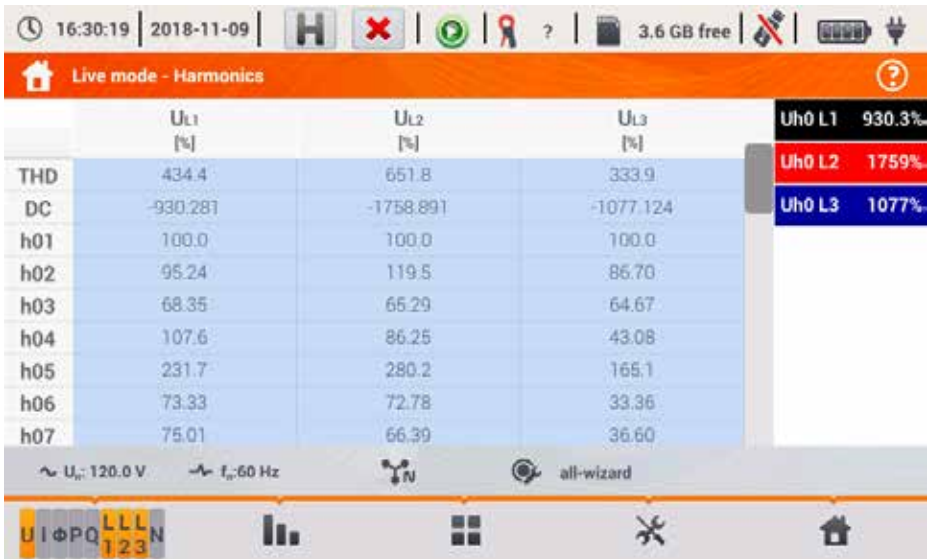 16:30:19 2018-11-09 H ? 3.6 GB free
Live mode - Harmonics ?
UL1 UL2 UL3
[%] [%] [%]
THD 434.4 651.8 333.9
DC -930.281 -1758.891 -1077.124
h01 100.0 100.0 100.0
h02 95.24 119.5 86.70
h03 68.35 65.29 64.67
h04 107.6 86.25 43.08
h05 231.7 280.2 165.1
h06 73.33 72.78 33.36
h07 75.01 66.39 36.60
Uh0 L1 930.3%
Uh0 L2 1759%
Uh0 L3 1077%
Un: 120.0 V fn:60 Hz N all-wizard
U I Φ P Q L1 L2 L3 N